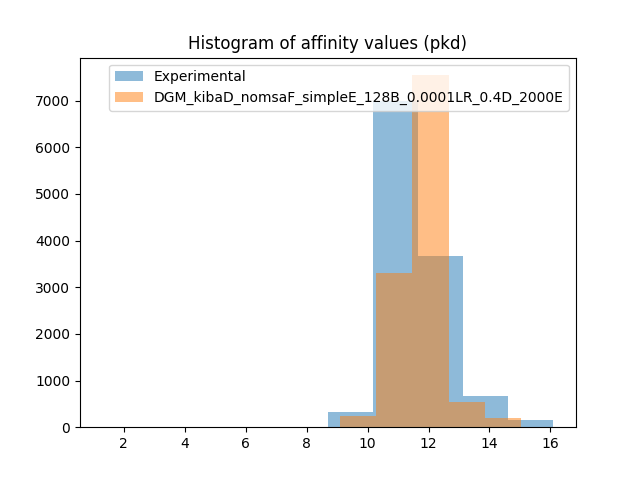 Histogram of affinity values (pkd)
Experimental
DGM_kibaD_nomsaF_simpleE_128B_0.0001LR_0.4D_2000E
7000
6000
5000
4000
3000
2000
1000
0
2 4 6 8 10 12 14 16